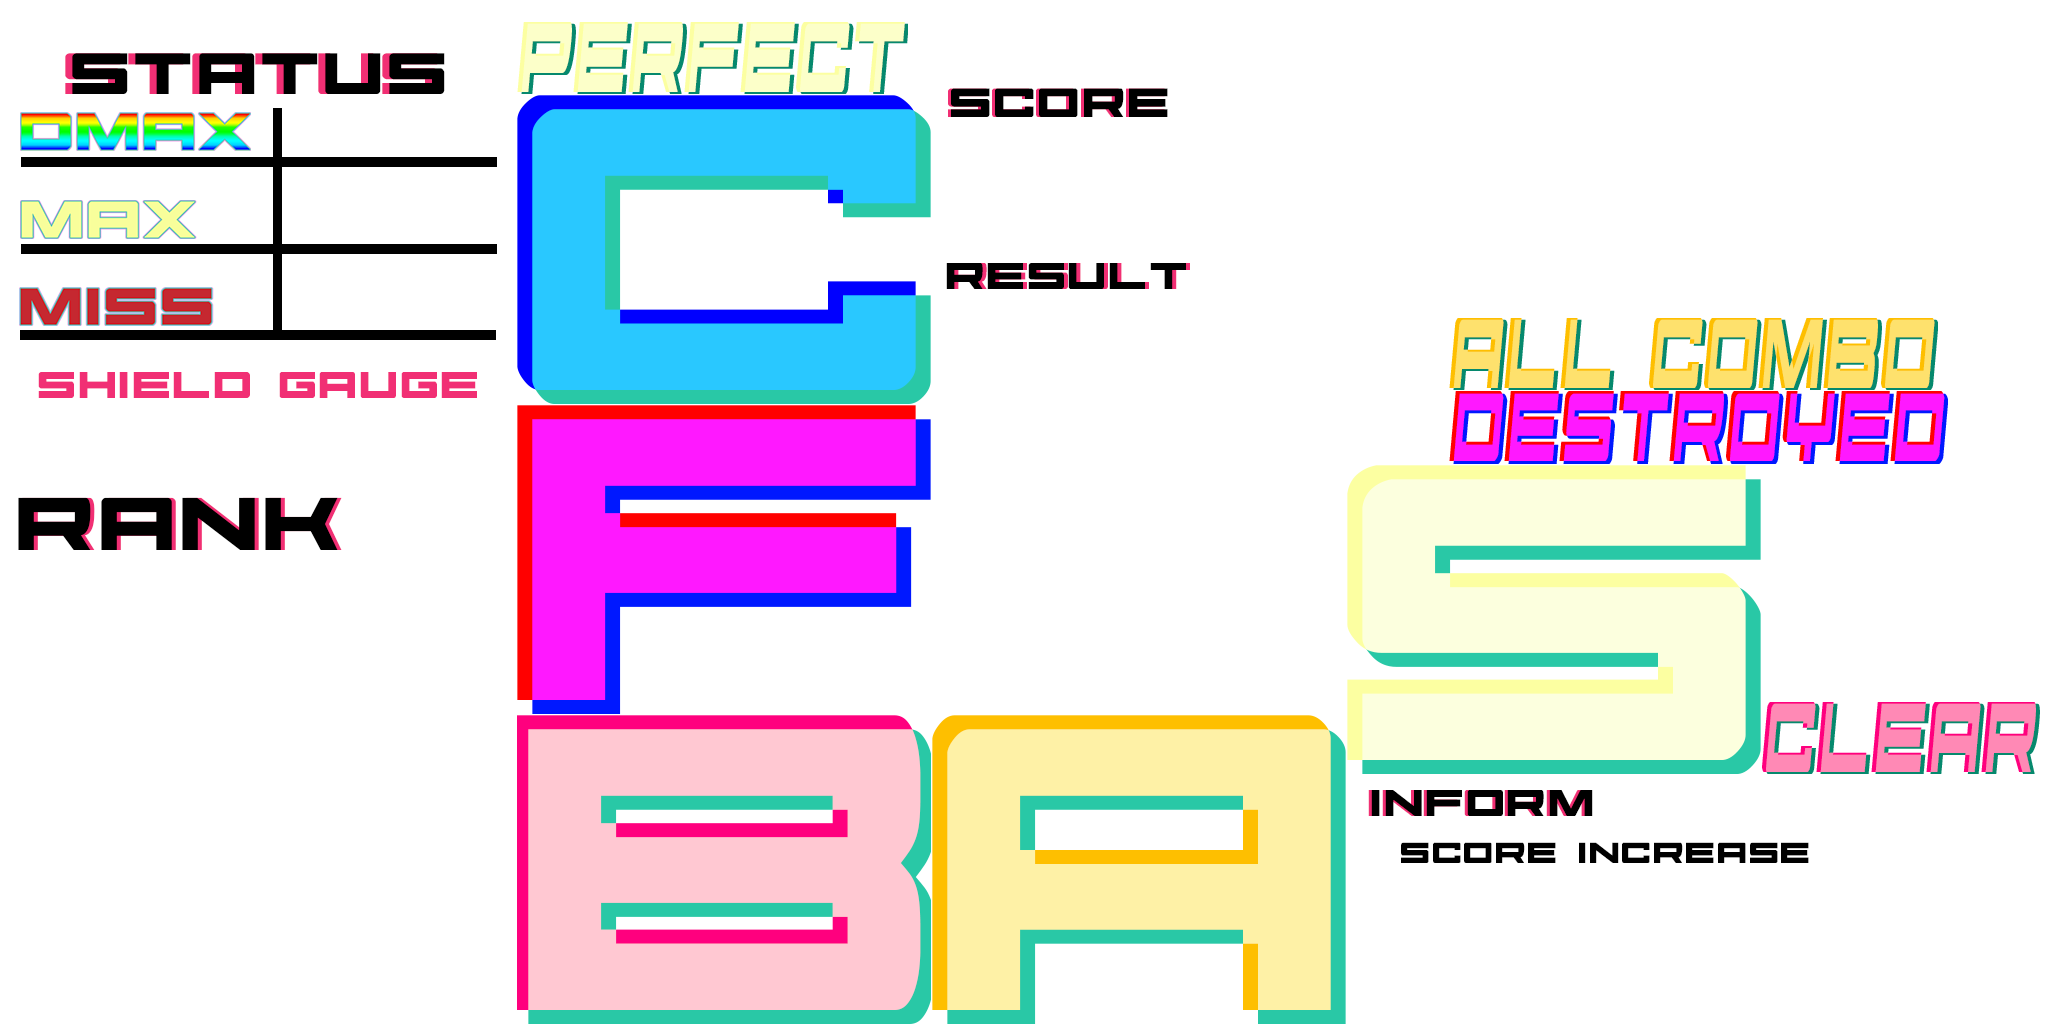 STATUS
DMAX
MAX
MISS
SHIELD GAUGE
RANK
PERFECT
C
F
B A
SCORE
RESULT
ALL COMBO
DESTROYED
S
CLEAR
INFORM
SCORE INCREASE